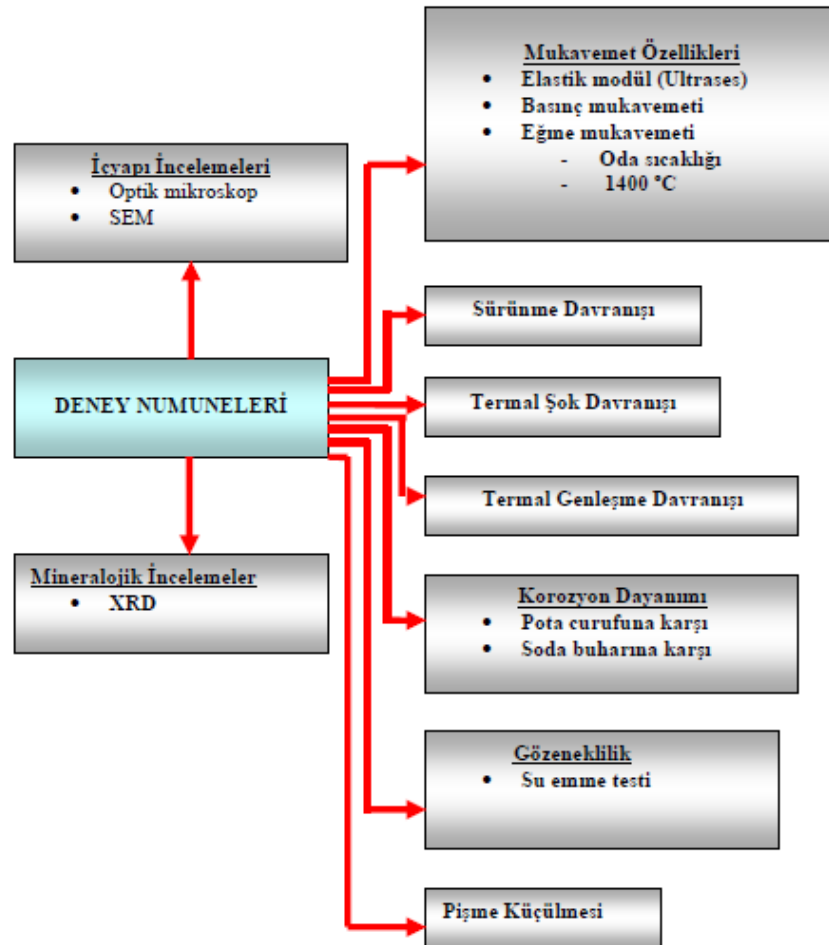 Mukavemet Özellikleri
• Elastik modül (Ultrases)
• Basınç mukavemeti
• Eğme mukavemeti
- Oda sıcaklığı
- 1400 °C
İçyapı İncelemeleri
• Optik mikroskop
• SEM
Sürünme Davranışı
DENEY NUMUNELERİ
Termal Şok Davranışı
Termal Genleşme Davranışı
Mineralojik İncelemeler
• XRD
Korozyon Dayanımı
• Pota curufuna karşı
• Soda buharına karşı
Gözeneklilik
• Su emme testi
Pişme Küçülmesi